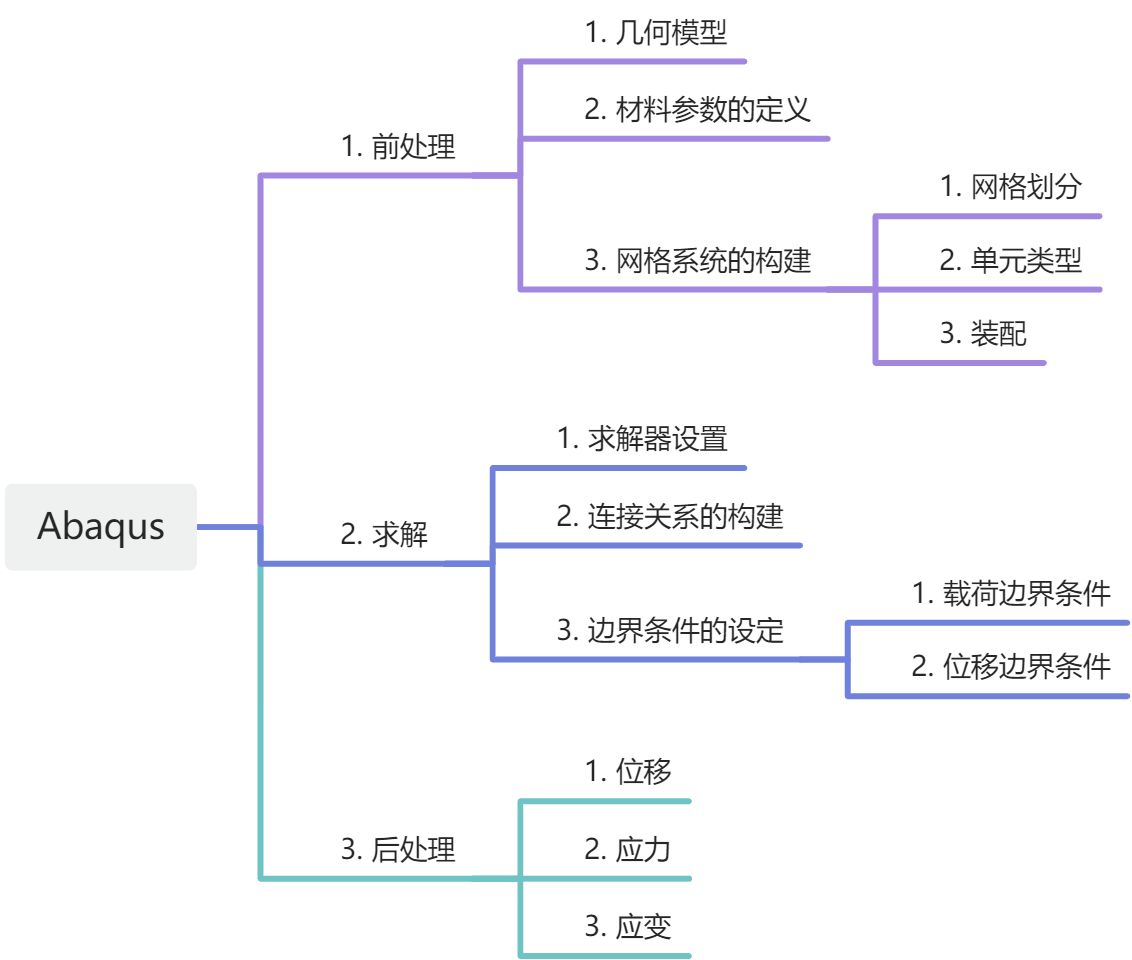 Abaqus
1. 前处理
1. 几何模型
2. 材料参数的定义
3. 网格系统的构建
1. 网格划分
2. 单元类型
3. 装配
2. 求解
1. 求解器设置
2. 连接关系的构建
3. 边界条件的设定
1. 载荷边界条件
2. 位移边界条件
3. 后处理
1. 位移
2. 应力
3. 应变